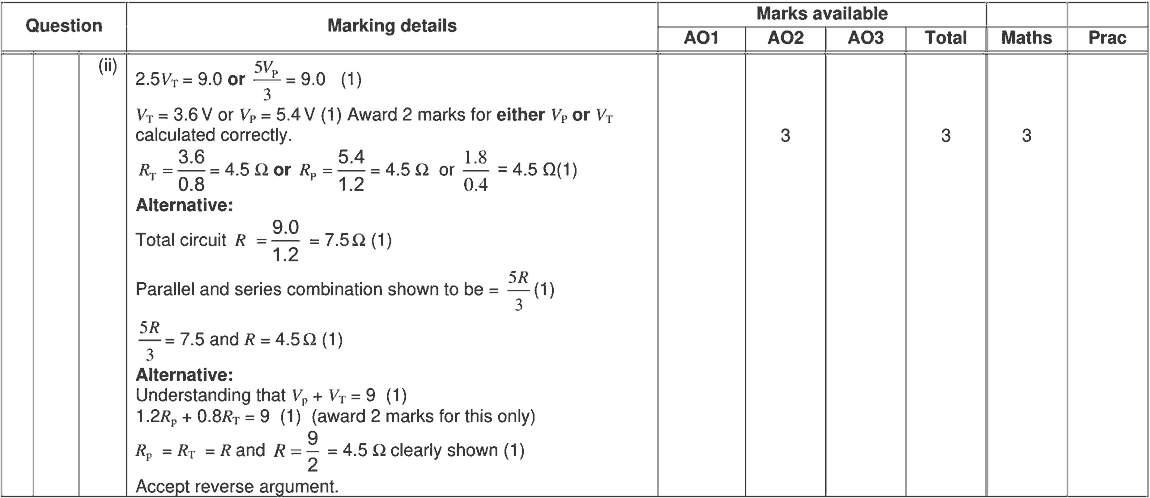 Question Marking details Marks available
AO1 AO2 AO3 Total Maths Prac
(ii) 2.5V_T = 9.0 or 5V_P/3 = 9.0 (1)
V_T = 3.6 V or V_P = 5.4 V (1) Award 2 marks for either V_P or V_T
calculated correctly. 3 3 3
R_T = 3.6/0.8 = 4.5 Ω or R_P = 5.4/1.2 = 4.5 Ω or 1.8/0.4 = 4.5 Ω(1)
Alternative:
Total circuit R = 9.0/1.2 = 7.5 Ω (1)
Parallel and series combination shown to be = 5R/3 (1)
5R/3 = 7.5 and R = 4.5 Ω (1)
Alternative:
Understanding that V_p + V_T = 9 (1)
1.2R_p + 0.8R_T = 9 (1) (award 2 marks for this only)
R_p = R_T = R and R = 9/2 = 4.5 Ω clearly shown (1)
Accept reverse argument.